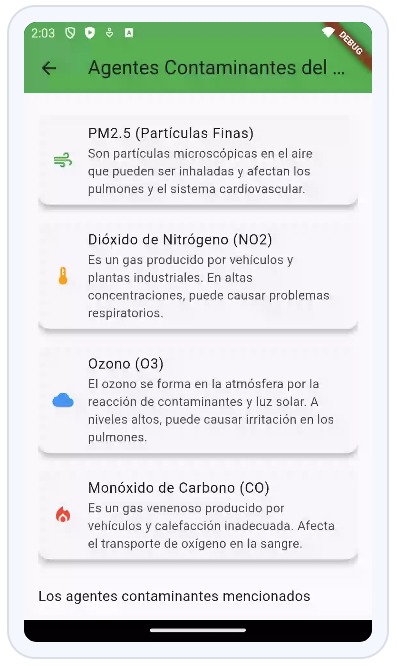 2:03
DEBUG
Agentes Contaminantes del ...
PM2.5 (Partículas Finas)
Son partículas microscópicas en el aire
que pueden ser inhaladas y afectan los
pulmones y el sistema cardiovascular.
Dióxido de Nitrógeno (NO2)
Es un gas producido por vehículos y
plantas industriales. En altas
concentraciones, puede causar problemas
respiratorios.
Ozono (O3)
El ozono se forma en la atmósfera por la
reacción de contaminantes y luz solar. A
niveles altos, puede causar irritación en los
pulmones.
Monóxido de Carbono (CO)
Es un gas venenoso producido por
vehículos y calefacción inadecuada. Afecta
el transporte de oxígeno en la sangre.
Los agentes contaminantes mencionados